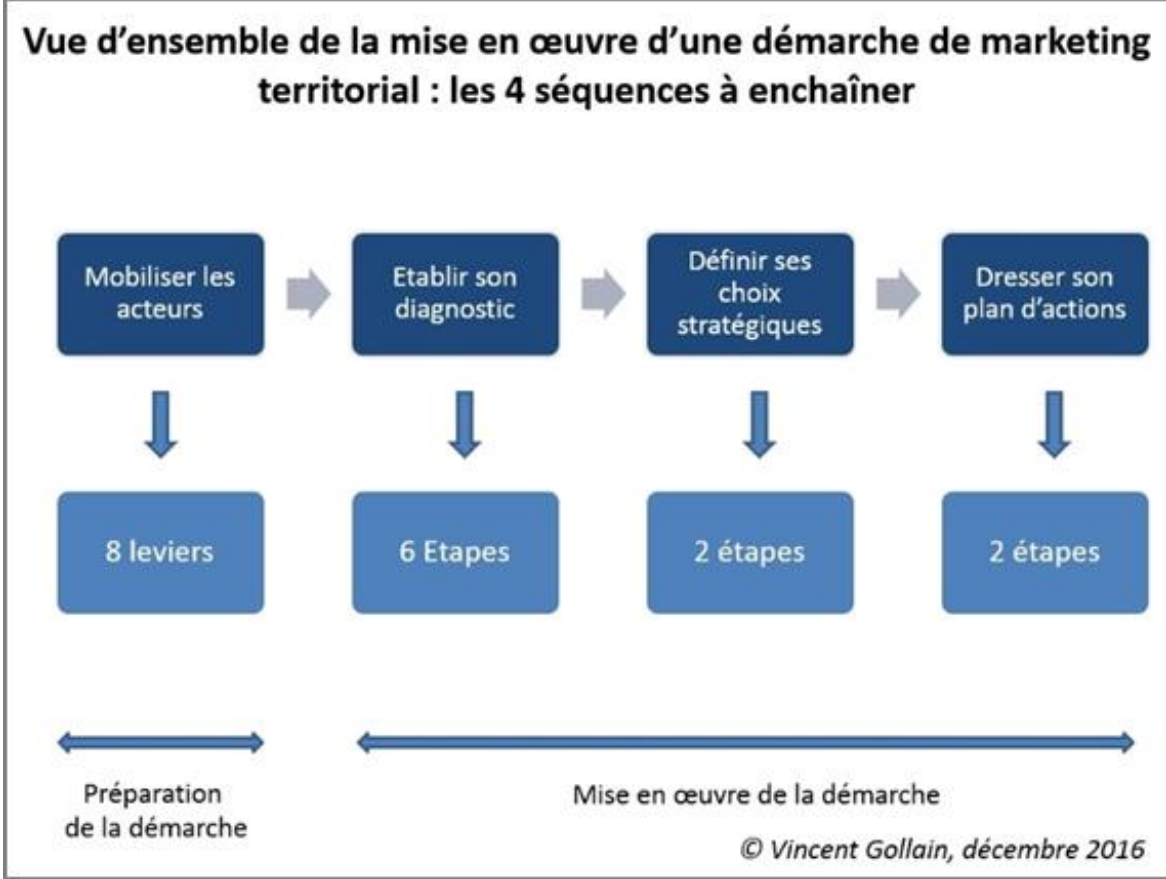 Vue d'ensemble de la mise en œuvre d'une démarche de marketing
territorial : les 4 séquences à enchaîner
Mobiliser les
acteurs
Etablir son
diagnostic
Définir ses
choix
stratégiques
Dresser son
plan d'actions
8 leviers
6 Etapes
2 étapes
2 étapes
Préparation
de la démarche
Mise en œuvre de la démarche
© Vincent Gollain, décembre 2016